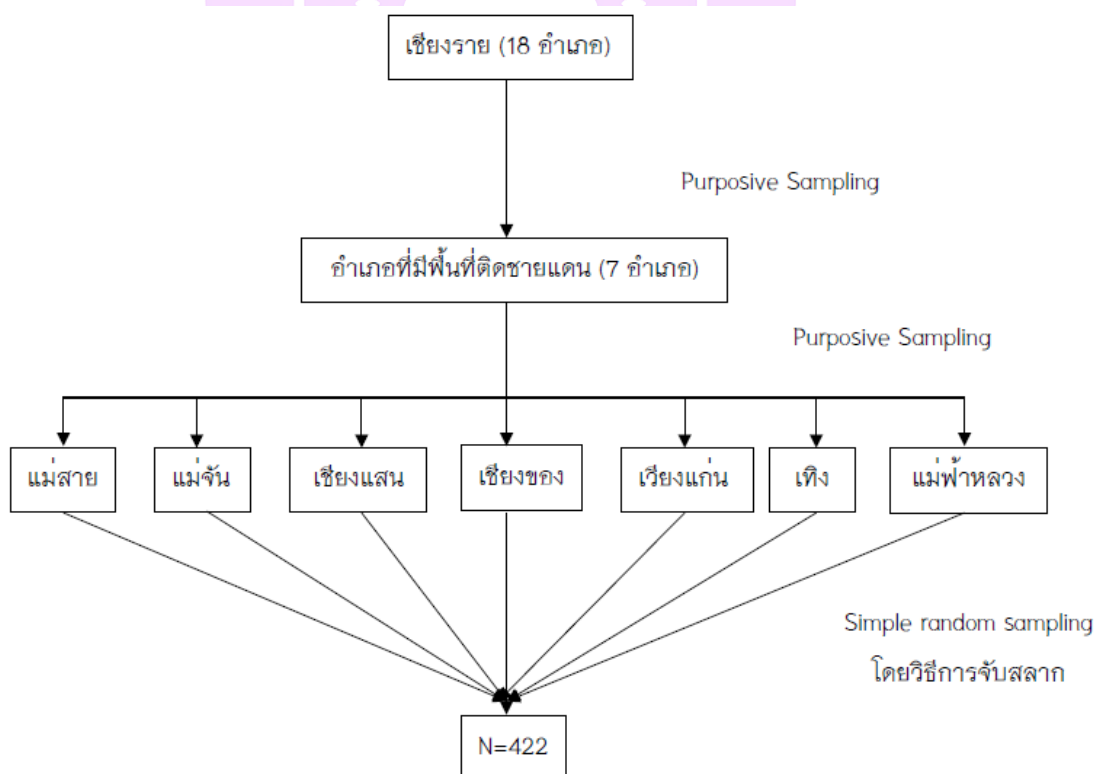 เชียงราย (18 อำเภอ)
Purposive Sampling
อำเภอที่มีพื้นที่ติดชายแดน (7 อำเภอ)
Purposive Sampling
แม่สาย
แม่จัน
เชียงแสน
เชียงของ
เวียงแก่น
เทิง
แม่ฟ้าหลวง
Simple random sampling
โดยวิธีการจับสลาก
N=422